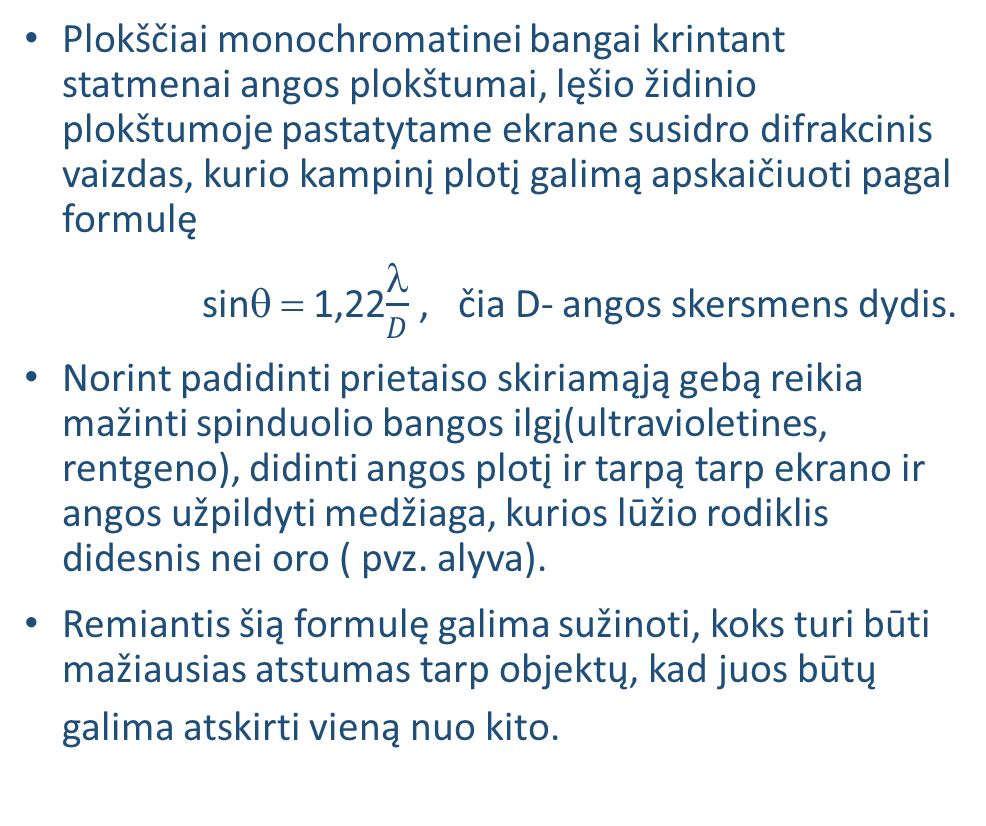 • Plokščiai monochromatinei bangai krintant
statmenai angos plokštumai, lęšio židinio
plokštumoje pastatytame ekrane susidro difrakcinis
vaizdas, kurio kampinį plotį galimą apskaičiuoti pagal
formulę
sinθ = 1,22 λ/D , čia D- angos skersmens dydis.
• Norint padidinti prietaiso skiriamąją gebą reikia
mažinti spinduolio bangos ilgį(ultravioletines,
rentgeno), didinti angos plotį ir tarpą tarp ekrano ir
angos užpildyti medžiaga, kurios lūžio rodiklis
didesnis nei oro ( pvz. alyva).
• Remiantis šią formulę galima sužinoti, koks turi būti
mažiausias atstumas tarp objektų, kad juos būtų
galima atskirti vieną nuo kito.